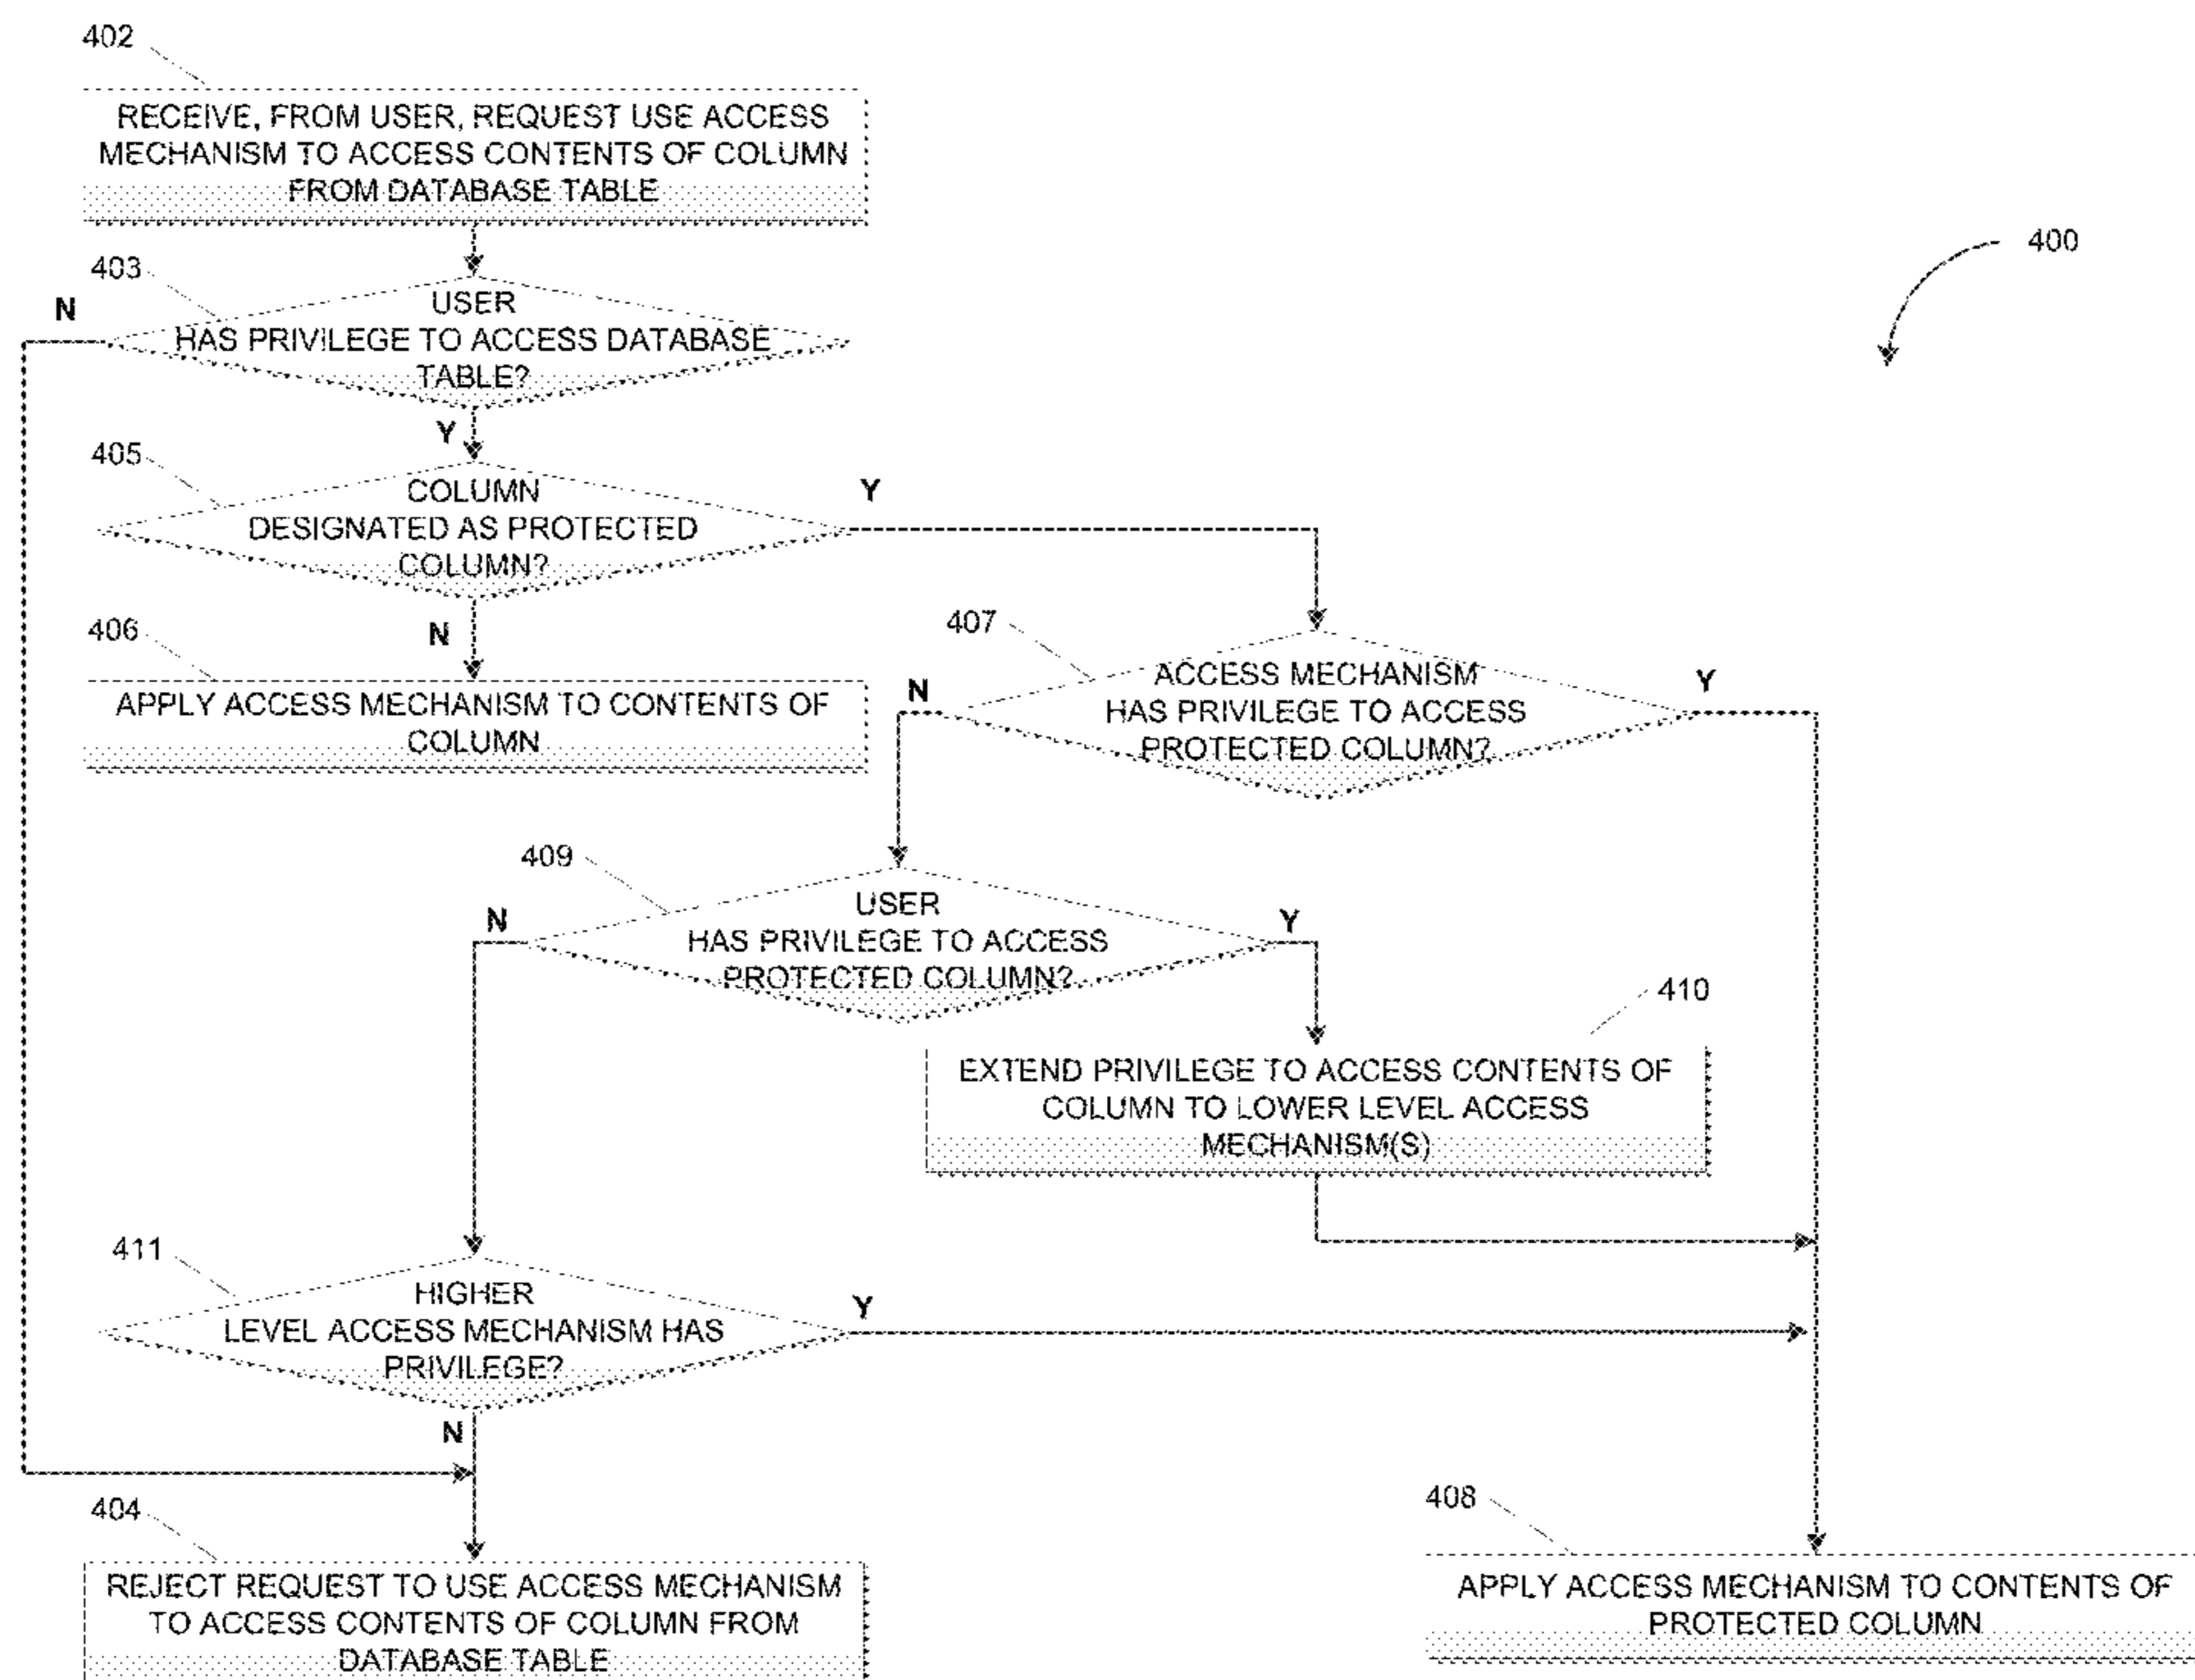 402
RECEIVE, FROM USER, REQUEST USE ACCESS
MECHANISM TO ACCESS CONTENTS OF COLUMN
FROM DATABASE TABLE
400
403
N
USER
HAS PRIVILEGE TO ACCESS DATABASE
TABLE?
Y
405
COLUMN
DESIGNATED AS PROTECTED
COLUMN?
Y
N
406
APPLY ACCESS MECHANISM TO CONTENTS OF
COLUMN
407
N
ACCESS MECHANISM
HAS PRIVILEGE TO ACCESS
PROTECTED COLUMN?
Y
409
N
USER
HAS PRIVILEGE TO ACCESS
PROTECTED COLUMN?
Y
410
EXTEND PRIVILEGE TO ACCESS CONTENTS OF
COLUMN TO LOWER LEVEL ACCESS
MECHANISM(S)
411
HIGHER
LEVEL ACCESS MECHANISM HAS
PRIVILEGE?
Y
N
404
REJECT REQUEST TO USE ACCESS MECHANISM
TO ACCESS CONTENTS OF COLUMN FROM
DATABASE TABLE
408
APPLY ACCESS MECHANISM TO CONTENTS OF
PROTECTED COLUMN